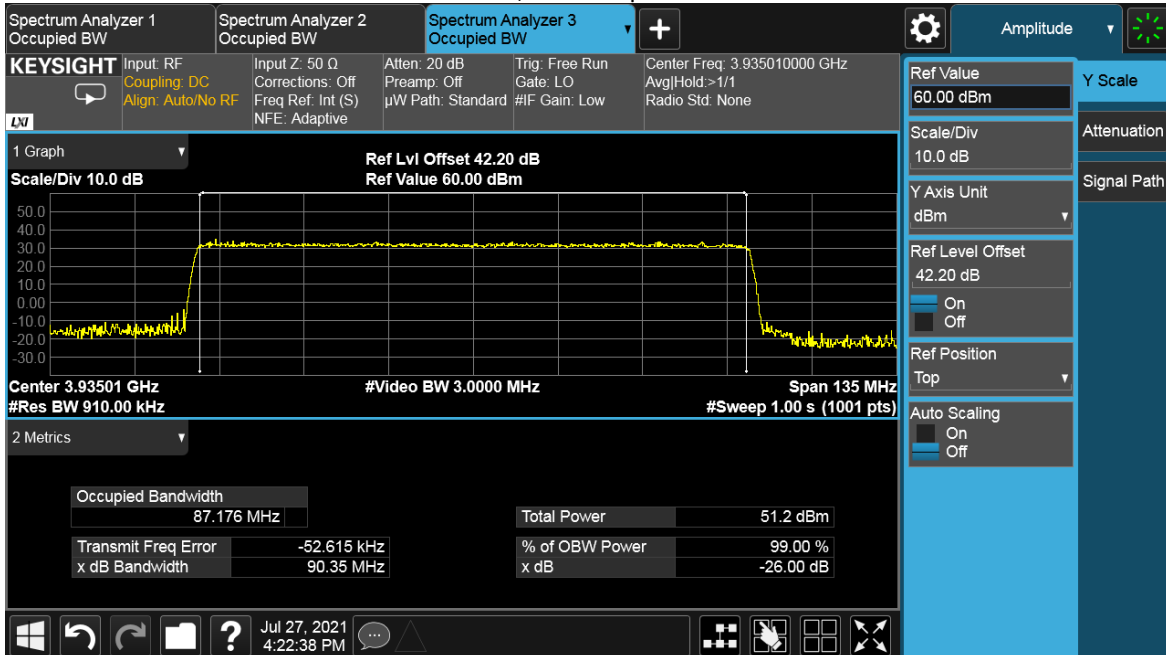 Spectrum Analyzer 1
Occupied BW
Spectrum Analyzer 2
Occupied BW
Spectrum Analyzer 3
Occupied BW
Amplitude
KEYSIGHT
LXI
Input: RF
Coupling: DC
Align: Auto/No RF
Input Z: 50 Ω
Corrections: Off
Freq Ref: Int (S)
NFE: Adaptive
Atten: 20 dB
Preamp: Off
µW Path: Standard
Trig: Free Run
Gate: LO
#IF Gain: Low
Center Freq: 3.935010000 GHz
Avg|Hold:>1/1
Radio Std: None
1 Graph
Scale/Div 10.0 dB
Ref Lvl Offset 42.20 dB
Ref Value 60.00 dBm
50.0
40.0
30.0
20.0
10.0
0.00
-10.0
-20.0
-30.0
Center 3.93501 GHz
#Video BW 3.0000 MHz
Span 135 MHz
#Res BW 910.00 kHz
#Sweep 1.00 s (1001 pts)
2 Metrics
Occupied Bandwidth
87.176 MHz
Total Power 51.2 dBm
Transmit Freq Error -52.615 kHz
% of OBW Power 99.00 %
x dB Bandwidth 90.35 MHz
x dB -26.00 dB
Ref Value
60.00 dBm
Scale/Div
10.0 dB
Y Axis Unit
dBm
Ref Level Offset
42.20 dB
On
Off
Ref Position
Top
Auto Scaling
On
Off
Y Scale
Attenuation
Signal Path
?
Jul 27, 2021
4:22:38 PM